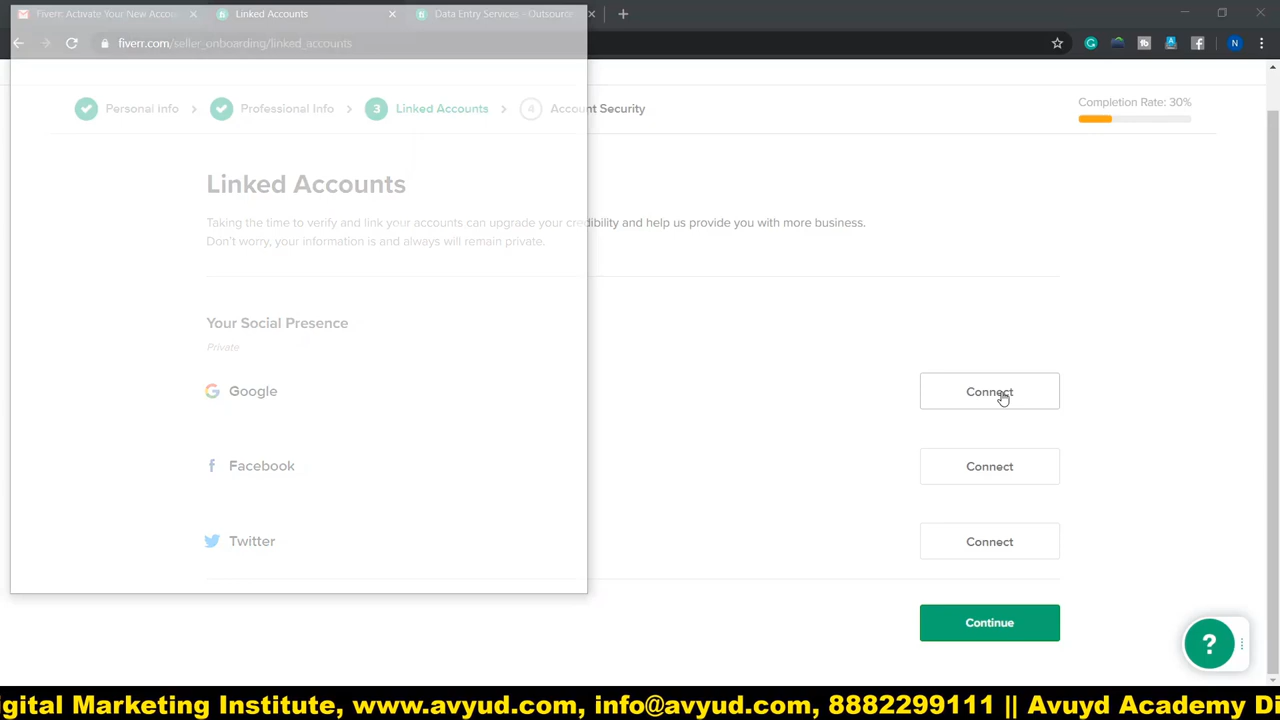 Fiverr: Activate Your New Accou
Linked Accounts
Data Entry Services - Outsourc
fiverr.com/seller_onboarding/linked_accounts
N
Personal Info
Professional Info
3 Linked Accounts
4 Account Security
Completion Rate: 30%
Linked Accounts
Taking the time to verify and link your accounts can upgrade your credibility and help us provide you with more business.
Don't worry, your information is and always will remain private.
Your Social Presence
Private
Google
Connect
Facebook
Connect
Twitter
Connect
Continue
?
igital Marketing Institute, www.avyud.com, info@avyud.com, 8882299111 || Avuyd Academy Di